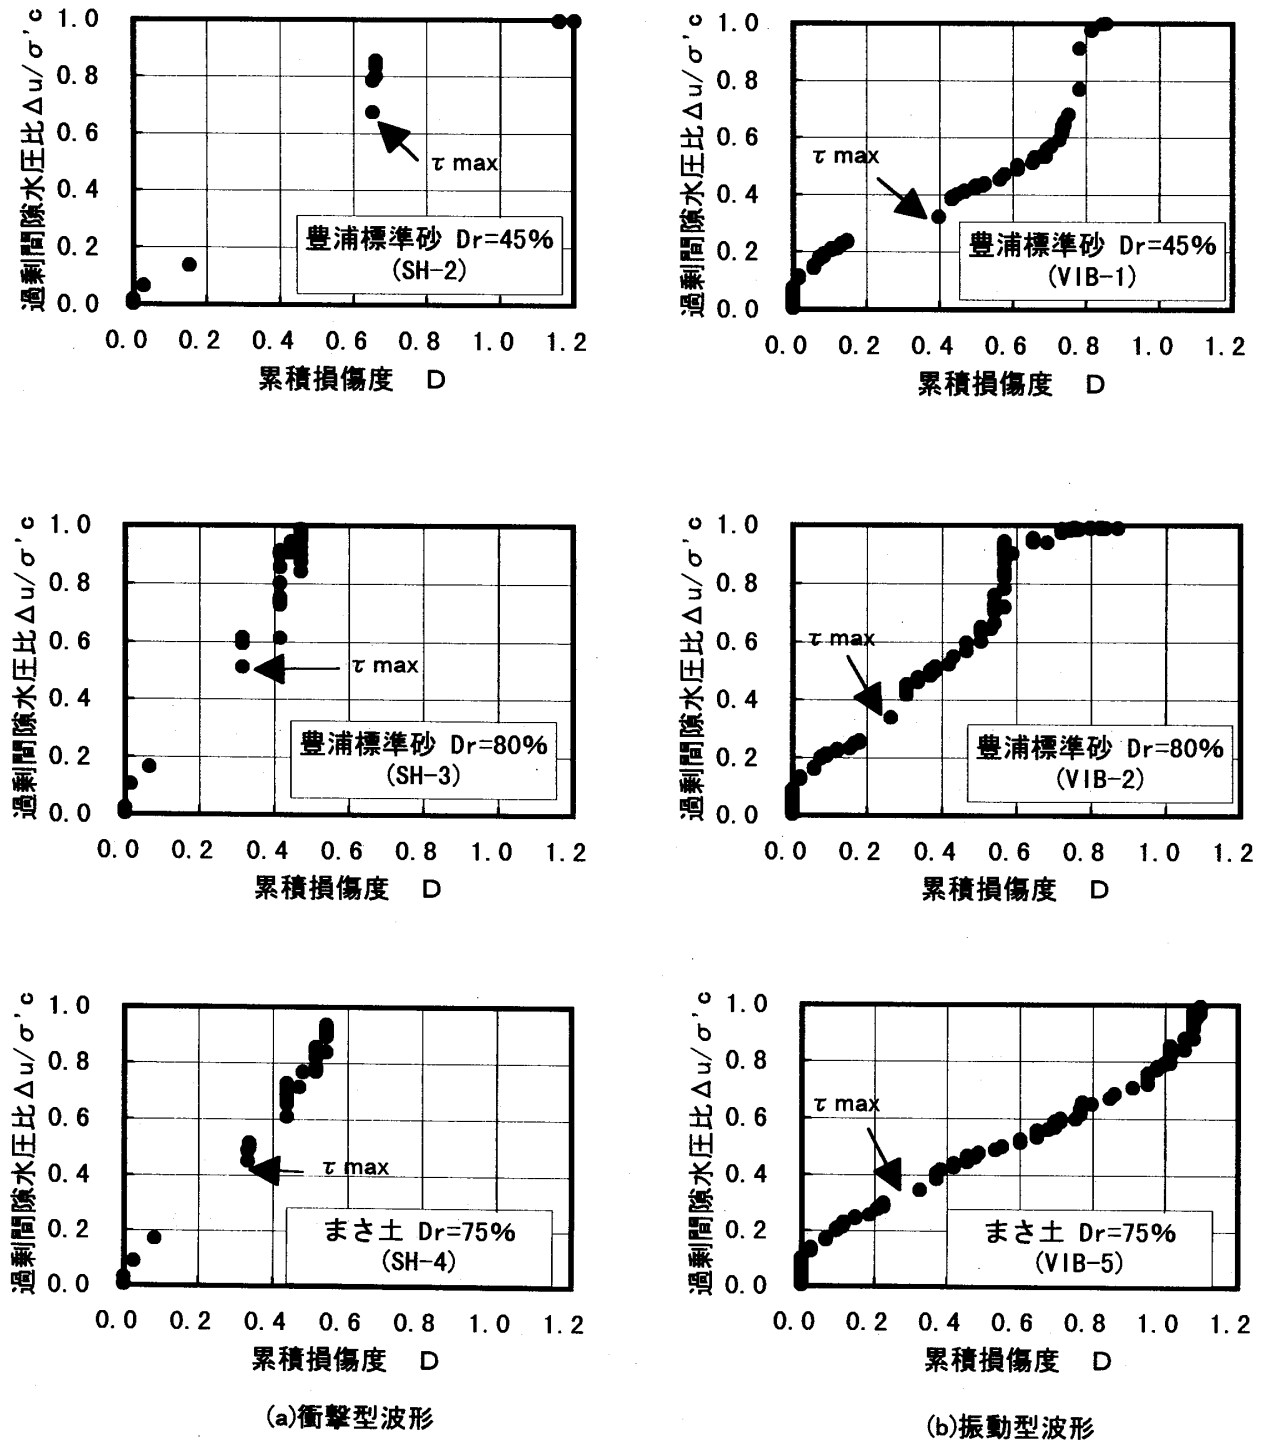 過剰間隙水圧比Δu/σ'c
1.0
0.8
0.6
0.4
0.2
0.0
τ max
豊浦標準砂 Dr=45%
(SH-2)
0.0 0.2 0.4 0.6 0.8 1.0 1.2
累積損傷度 D
過剰間隙水圧比Δu/σ'c
1.0
0.8
0.6
0.4
0.2
0.0
τ max
豊浦標準砂 Dr=45%
(VIB-1)
0.0 0.2 0.4 0.6 0.8 1.0 1.2
累積損傷度 D
過剰間隙水圧比Δu/σ'c
1.0
0.8
0.6
0.4
0.2
0.0
τ max
豊浦標準砂 Dr=80%
(SH-3)
0.0 0.2 0.4 0.6 0.8 1.0 1.2
累積損傷度 D
過剰間隙水圧比Δu/σ'c
1.0
0.8
0.6
0.4
0.2
0.0
τ max
豊浦標準砂 Dr=80%
(VIB-2)
0.0 0.2 0.4 0.6 0.8 1.0 1.2
累積損傷度 D
過剰間隙水圧比Δu/σ'c
1.0
0.8
0.6
0.4
0.2
0.0
τ max
まさ土 Dr=75%
(SH-4)
0.0 0.2 0.4 0.6 0.8 1.0 1.2
累積損傷度 D
(a)衝撃型波形
過剰間隙水圧比Δu/σ'c
1.0
0.8
0.6
0.4
0.2
0.0
τ max
まさ土 Dr=75%
(VIB-5)
0.0 0.2 0.4 0.6 0.8 1.0 1.2
累積損傷度 D
(b)振動型波形